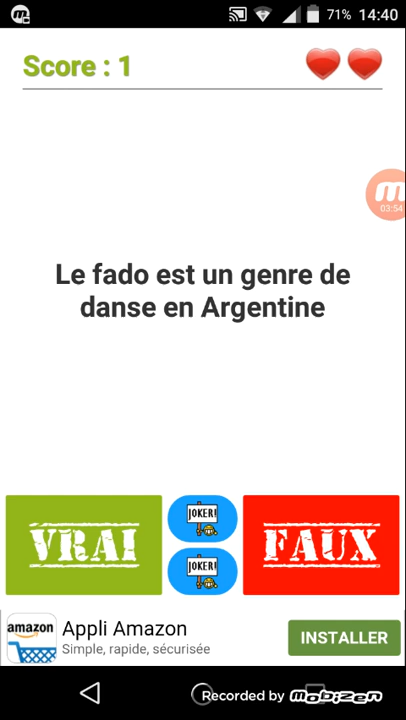 71% 14:40
Score : 1
03:54
Le fado est un genre de
danse en Argentine
VRAI
JOKER!
JOKER!
FAUX
amazon
Appli Amazon
Simple, rapide, sécurisée
INSTALLER
Recorded by mobizen